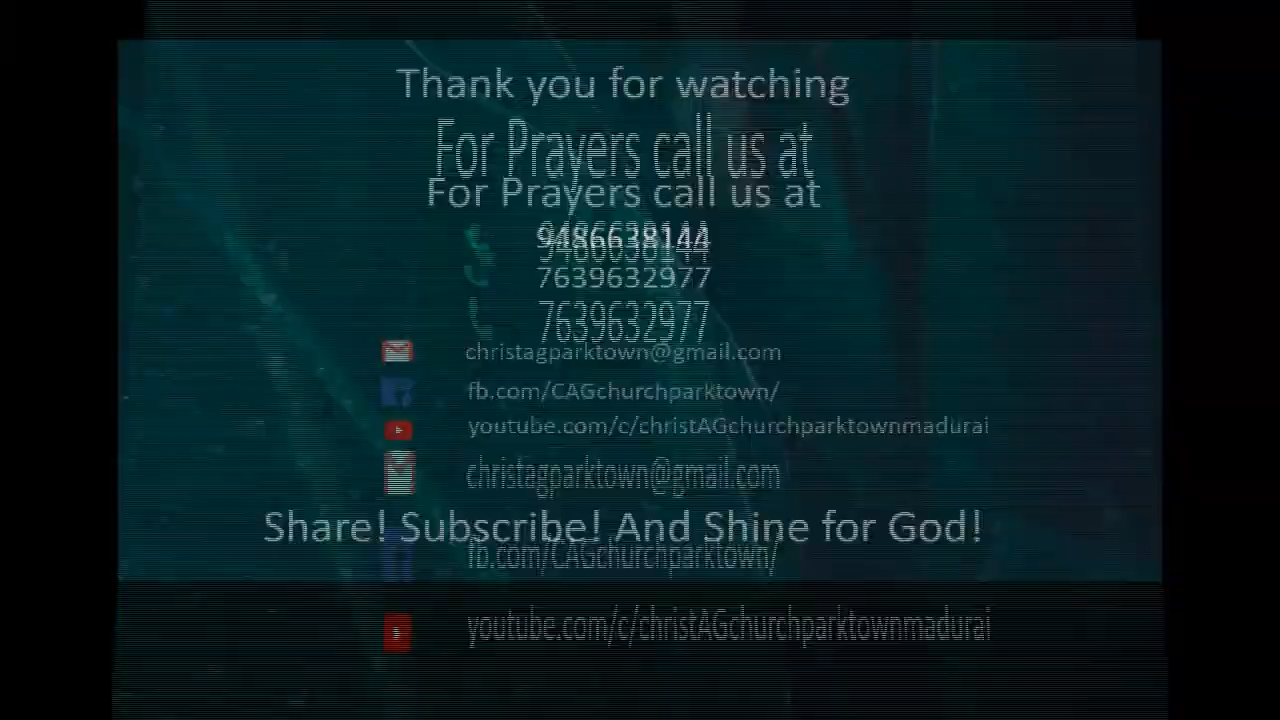 Thank you for watching
For Prayers call us at
For Prayers call us at
9486638144
9486638144
7639632977
7639632977
christagparktown@gmail.com
fb.com/CAGchurchparktown/
youtube.com/c/christAGchurchparktownmadurai
christagparktown@gmail.com
Share! Subscribe! And Shine for God!
fb.com/CAGchurchparktown/
youtube.com/c/christAGchurchparktownmadurai